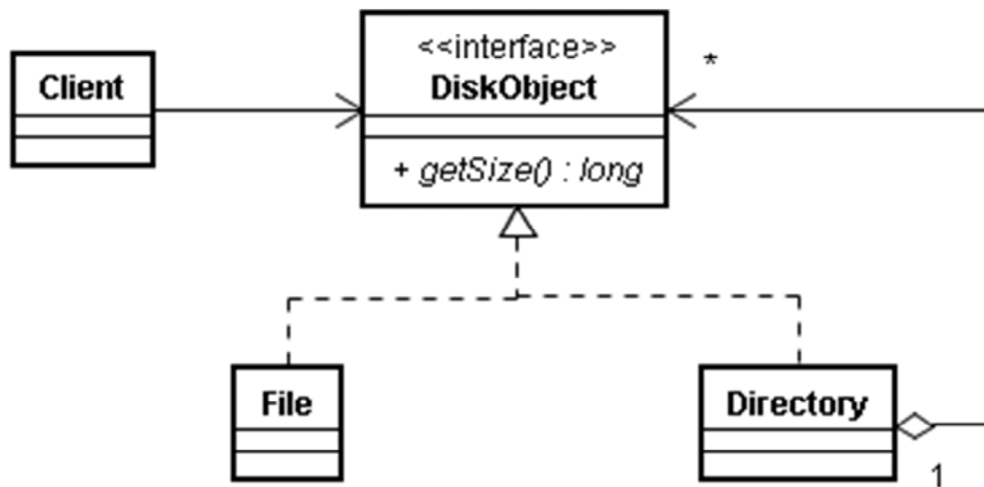 <<interface>>
DiskObject
*
Client
+ getSize() : long
File
Directory
1